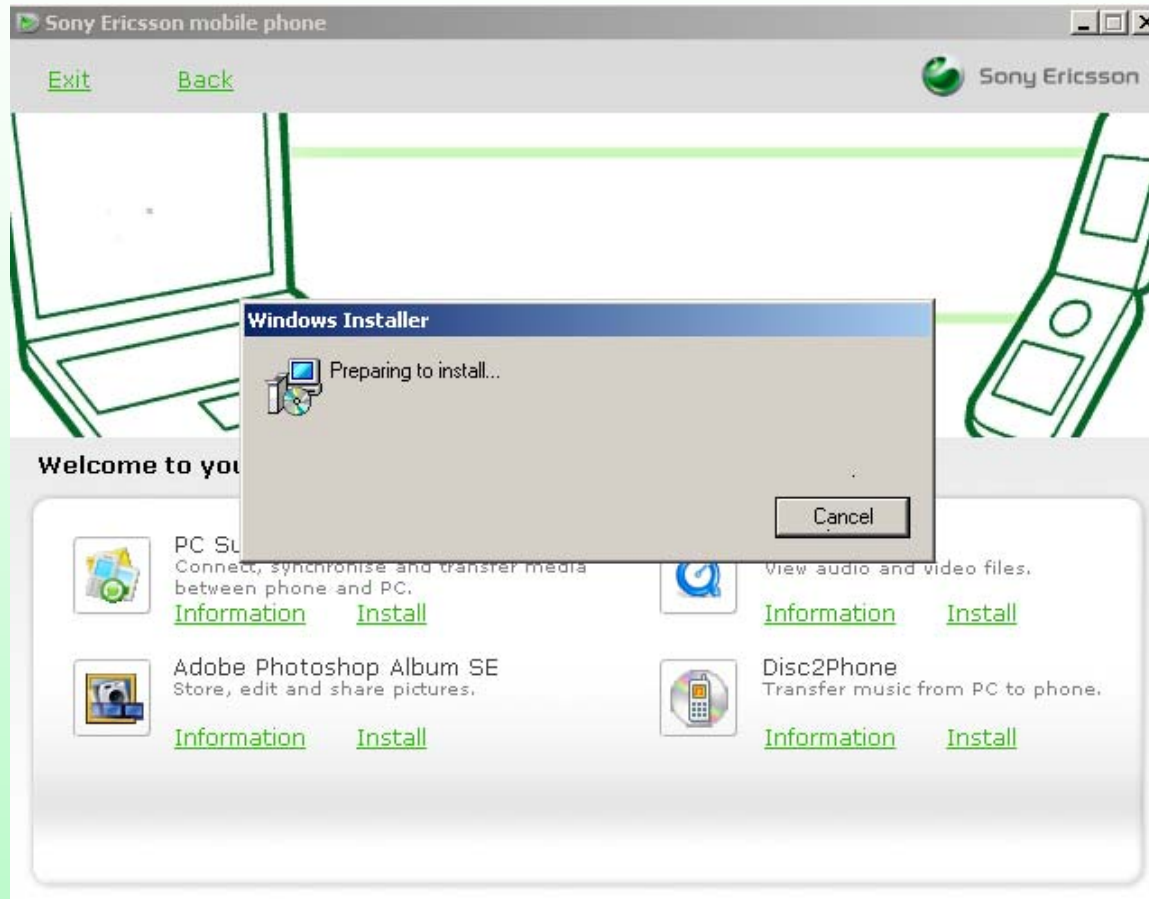 Sony Ericsson mobile phone
Exit Back Sony Ericsson
Windows Installer
Preparing to install...
Welcome to you
Cancel
PC Su
Connect, synchronise and transfer media
between phone and PC.
View audio and video files.
Information Install
Information Install
Adobe Photoshop Album SE
Store, edit and share pictures.
Disc2Phone
Transfer music from PC to phone.
Information Install
Information Install